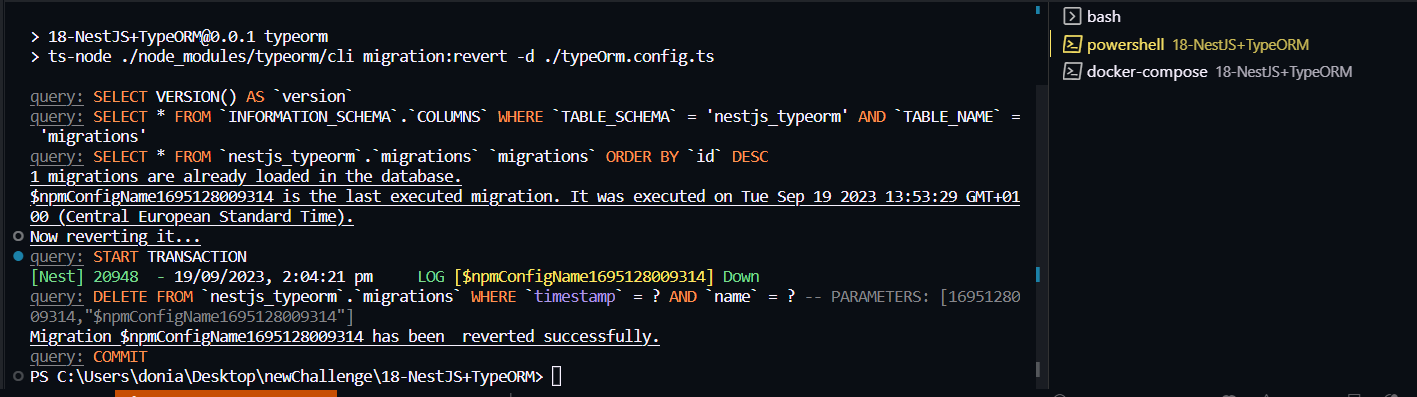 > 18-NestJS+TypeORM@0.0.1 typeorm
> ts-node ./node_modules/typeorm/cli migration:revert -d ./typeOrm.config.ts
query: SELECT VERSION() AS `version`
query: SELECT * FROM `INFORMATION_SCHEMA`.`COLUMNS` WHERE `TABLE_SCHEMA` = 'nestjs_typeorm' AND `TABLE_NAME` =
'migrations'
query: SELECT * FROM `nestjs_typeorm`.`migrations` `migrations` ORDER BY `id` DESC
1 migrations are already loaded in the database.
$npmConfigName1695128009314 is the last executed migration. It was executed on Tue Sep 19 2023 13:53:29 GMT+01
00 (Central European Standard Time).
Now reverting it...
query: START TRANSACTION
[Nest] 20948  - 19/09/2023, 2:04:21 pm     LOG [$npmConfigName1695128009314] Down
query: DELETE FROM `nestjs_typeorm`.`migrations` WHERE `timestamp` = ? AND `name` = ? -- PARAMETERS: [16951280
09314,"$npmConfigName1695128009314"]
Migration $npmConfigName1695128009314 has been  reverted successfully.
query: COMMIT
PS C:\Users\donia\Desktop\newChallenge\18-NestJS+TypeORM>
bash
powershell 18-NestJS+TypeORM
docker-compose 18-NestJS+TypeORM